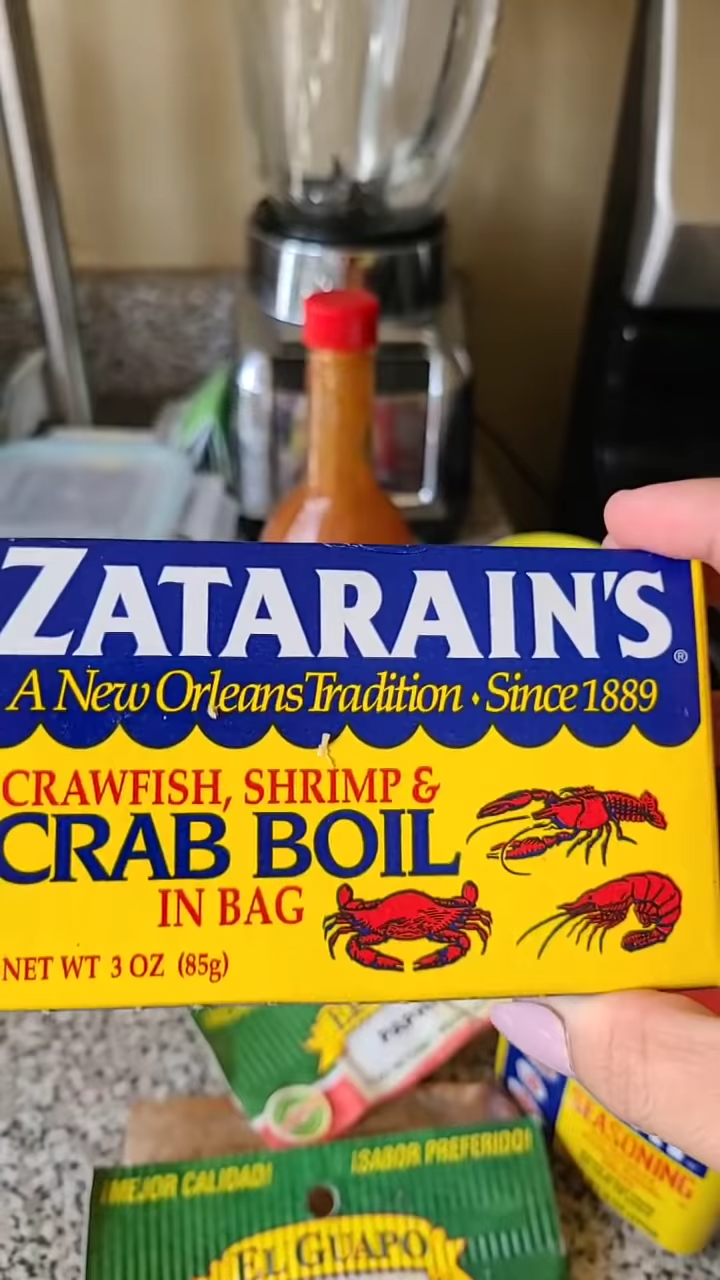 ZATARAIN'S®
A New Orleans Tradition • Since 1889
CRAWFISH, SHRIMP &
CRAB BOIL
IN BAG
NET WT 3 OZ (85g)
SEASONING
¡MEJOR CALIDAD!
¡SABOR PREFERIDO!
EL GUAPO